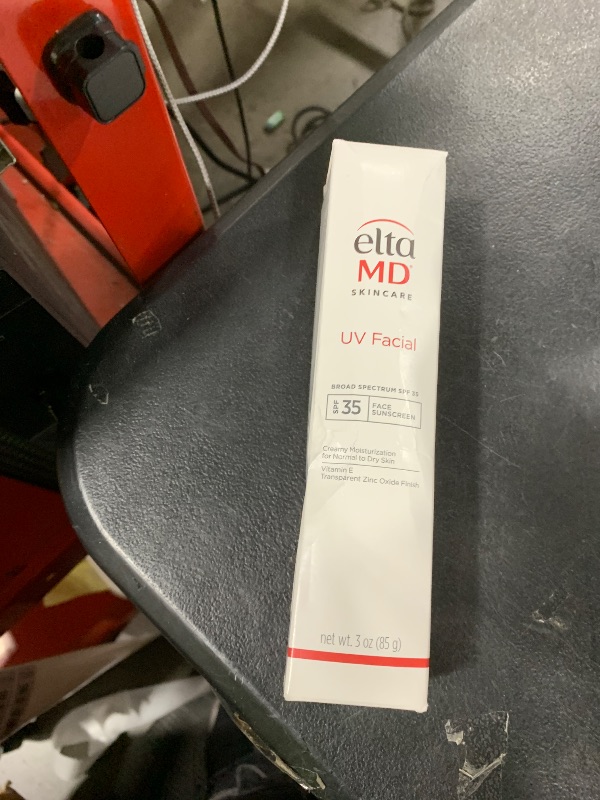 elta
MD®
SKINCARE
UV Facial
BROAD SPECTRUM SPF 35
SPF 35 FACE
SUNSCREEN
Creamy Moisturization
for Normal to Dry Skin
Vitamin E
Transparent Zinc Oxide Finish
net wt. 3 oz (85 g)